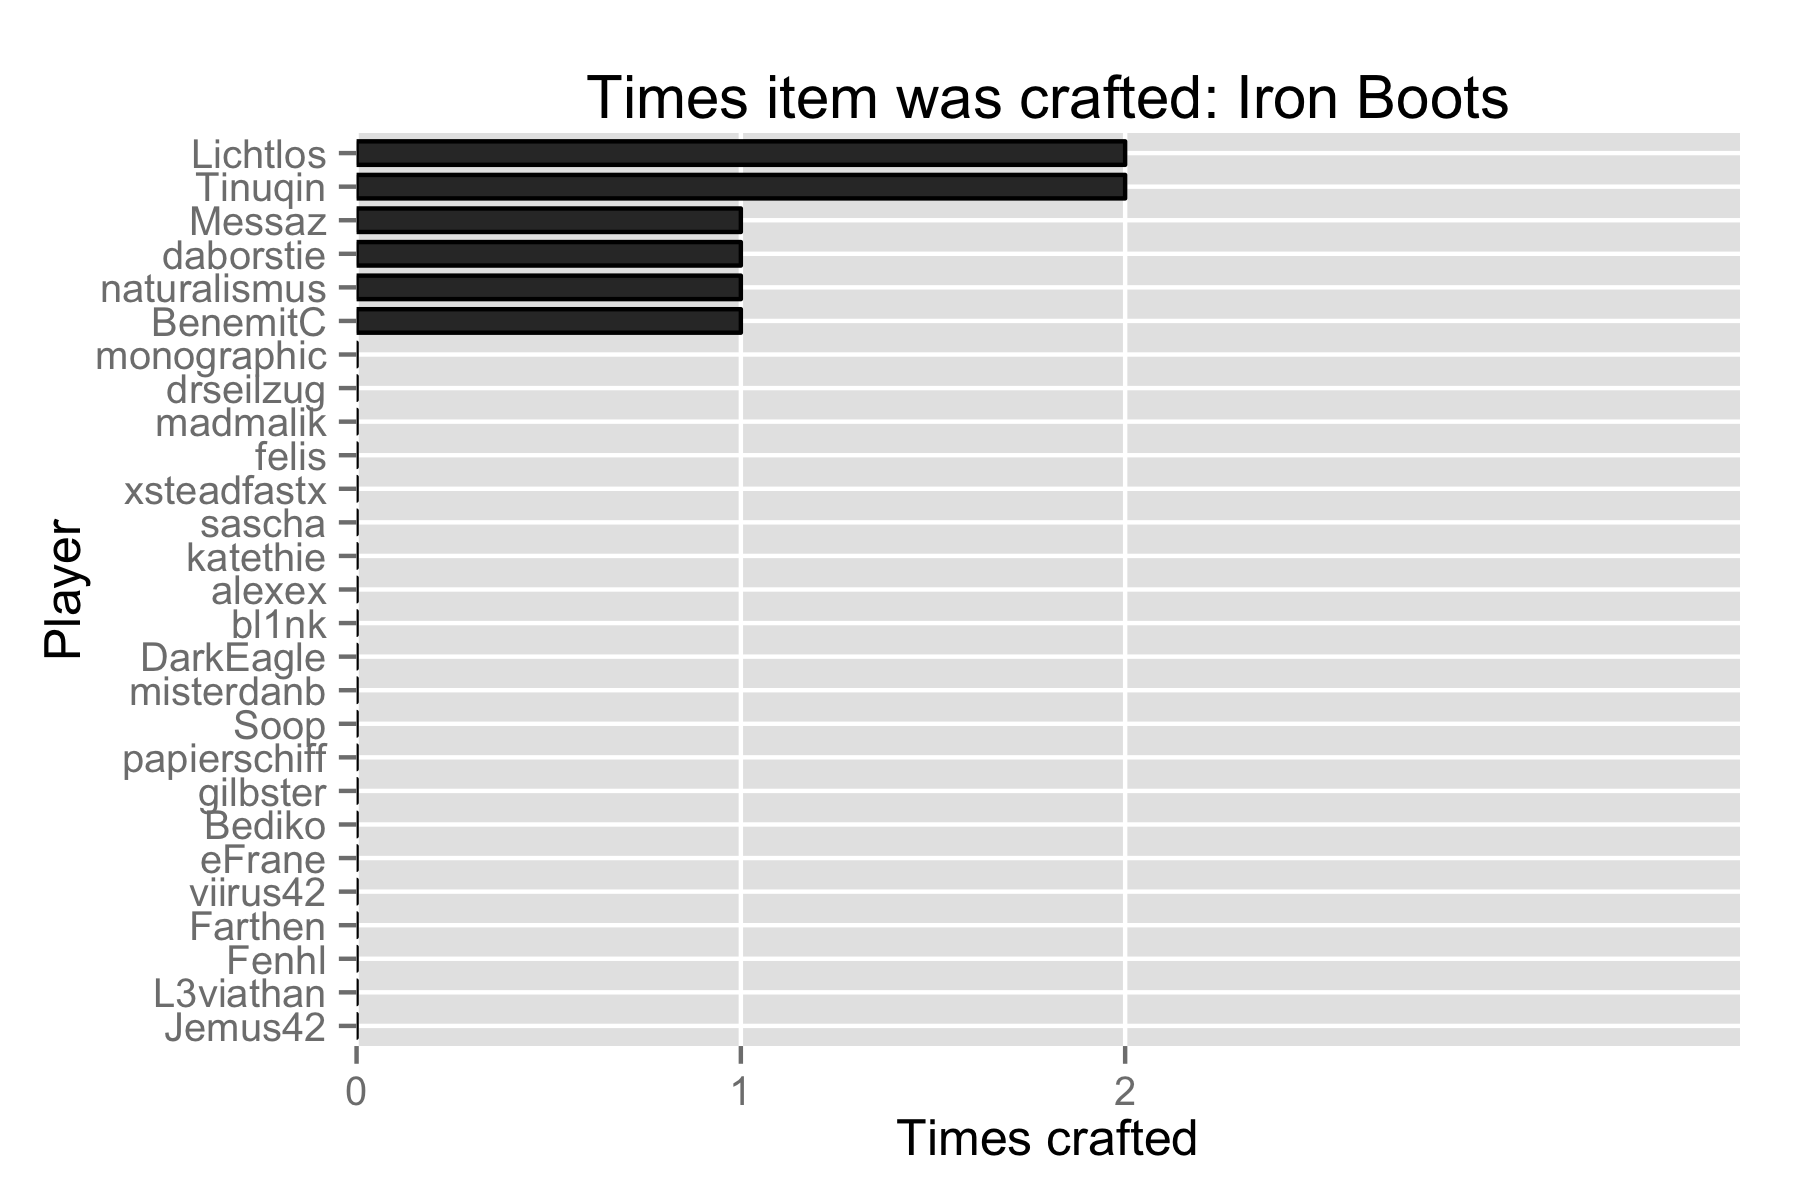 Times item was crafted: Iron Boots
Lichtlos
Tinuqin
Messaz
daborstie
naturalismus
BenemitC
monographic
drseilzug
madmalik
felis
xsteadfastx
sascha
katethie
alexex
bl1nk
DarkEagle
misterdanb
Soop
papierschiff
gilbster
Bediko
eFrane
viirus42
Farthen
Fenhl
L3viathan
Jemus42
Player
0 1 2
Times crafted